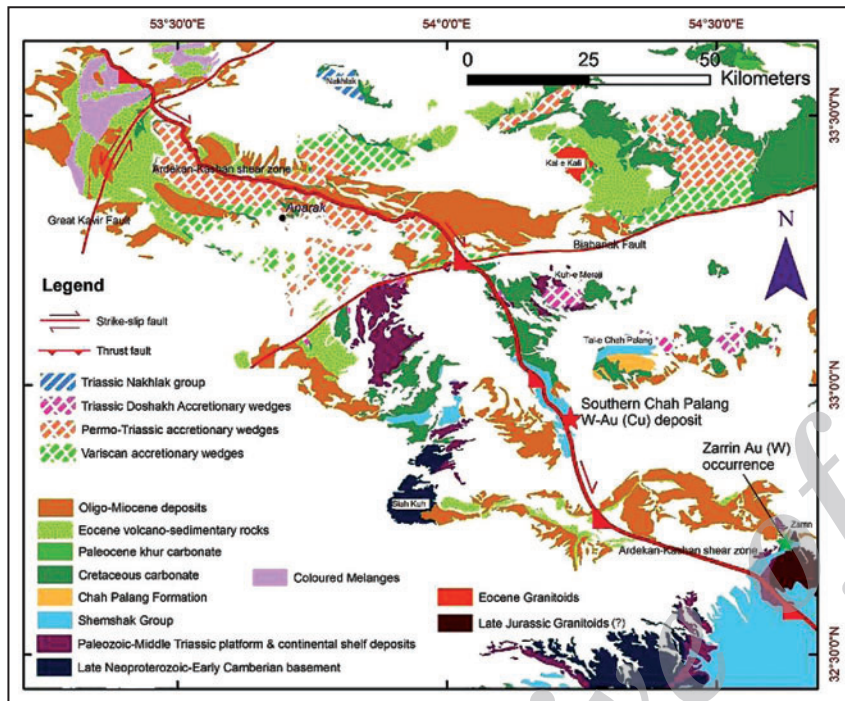 53°30'0"E
54°0'0"E
54°30'0"E
0
25
50
Kilometers
Nakhlak
33°30'0"N
Ardekan-Kashan shear zone
Kal e Kali
Great Kavir Fault
Anarak
Biabanak Fault
N
Kuh-e Meraji
Legend
Strike-slip fault
Tal-e Chah Palang
Thrust fault
33°0'0"N
Triassic Nakhlak group
Southern Chah Palang
W-Au (Cu) deposit
Triassic Doshakh Accretionary wedges
Permo-Triassic accretionary wedges
Zarrin Au (W)
occurrence
Variscan accretionary wedges
Siah Kuh
Oligo-Miocene deposits
Zarrin
Eocene volcano-sedimentary rocks
Ardekan-Kashan shear zone
Paleocene khur carbonate
Cretaceous carbonate
Coloured Melanges
Chah Palang Formation
Eocene Granitoids
Shemshak Group
Late Jurassic Granitoids (?)
Paleozoic-Middle Triassic platform & continental shelf deposits
Late Neoproterozoic-Early Camberian basement
32°30'0"N